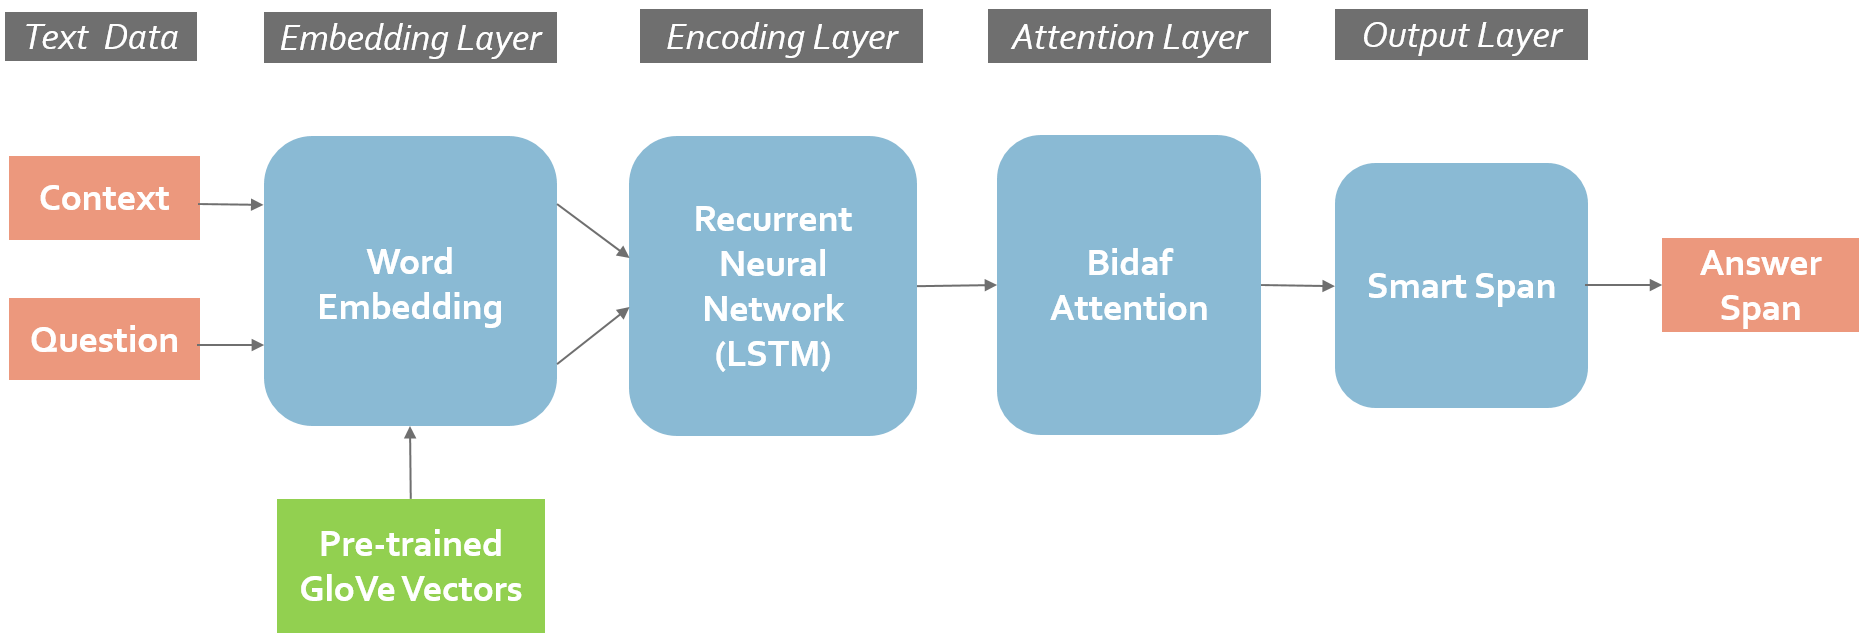 Text Data
Embedding Layer
Encoding Layer
Attention Layer
Output Layer
Context
Question
Word
Embedding
Pre-trained
GloVe Vectors
Recurrent
Neural
Network
(LSTM)
Bidaf
Attention
Smart Span
Answer
Span